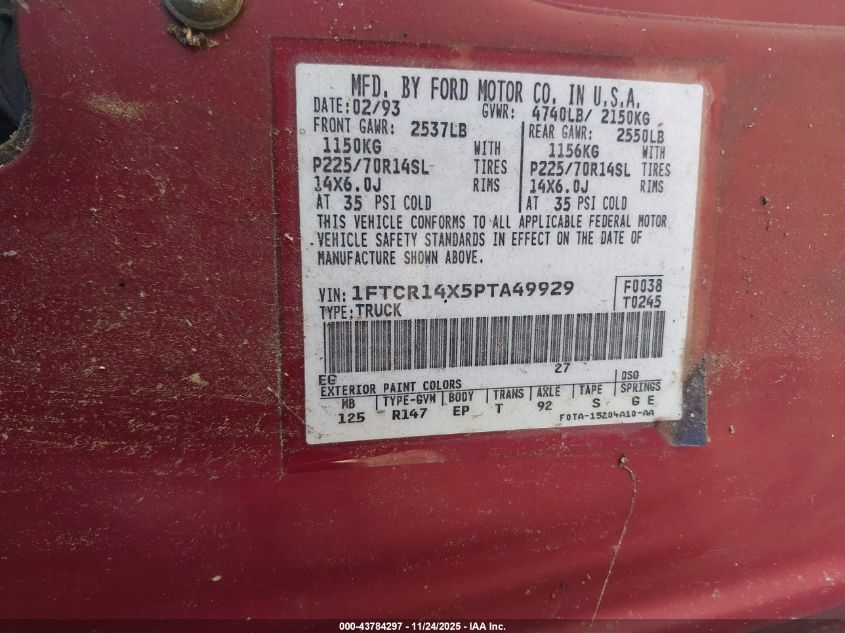 MFD. BY FORD MOTOR CO. IN U.S.A.
DATE: 02/93 GVWR: 4740LB/ 2150KG
FRONT GAWR: 2537LB REAR GAWR: 2550LB
1150KG WITH 1156KG WITH
P225/70R14SL TIRES P225/70R14SL TIRES
14X6.0J RIMS 14X6.0J RIMS
AT 35 PSI COLD AT 35 PSI COLD
THIS VEHICLE CONFORMS TO ALL APPLICABLE FEDERAL MOTOR
VEHICLE SAFETY STANDARDS IN EFFECT ON THE DATE OF
MANUFACTURE SHOWN ABOVE.
VIN: 1FTCR14X5PTA49929 F0038
TYPE: TRUCK T0245
27
EG DSO
EXTERIOR PAINT COLORS
MB TYPE-GVM BODY TRANS AXLE TAPE SPRINGS
125 R147 EP T 92 S G E
F0TA-15204A10-AA
000-43784297 - 11/24/2025 - IAA Inc.